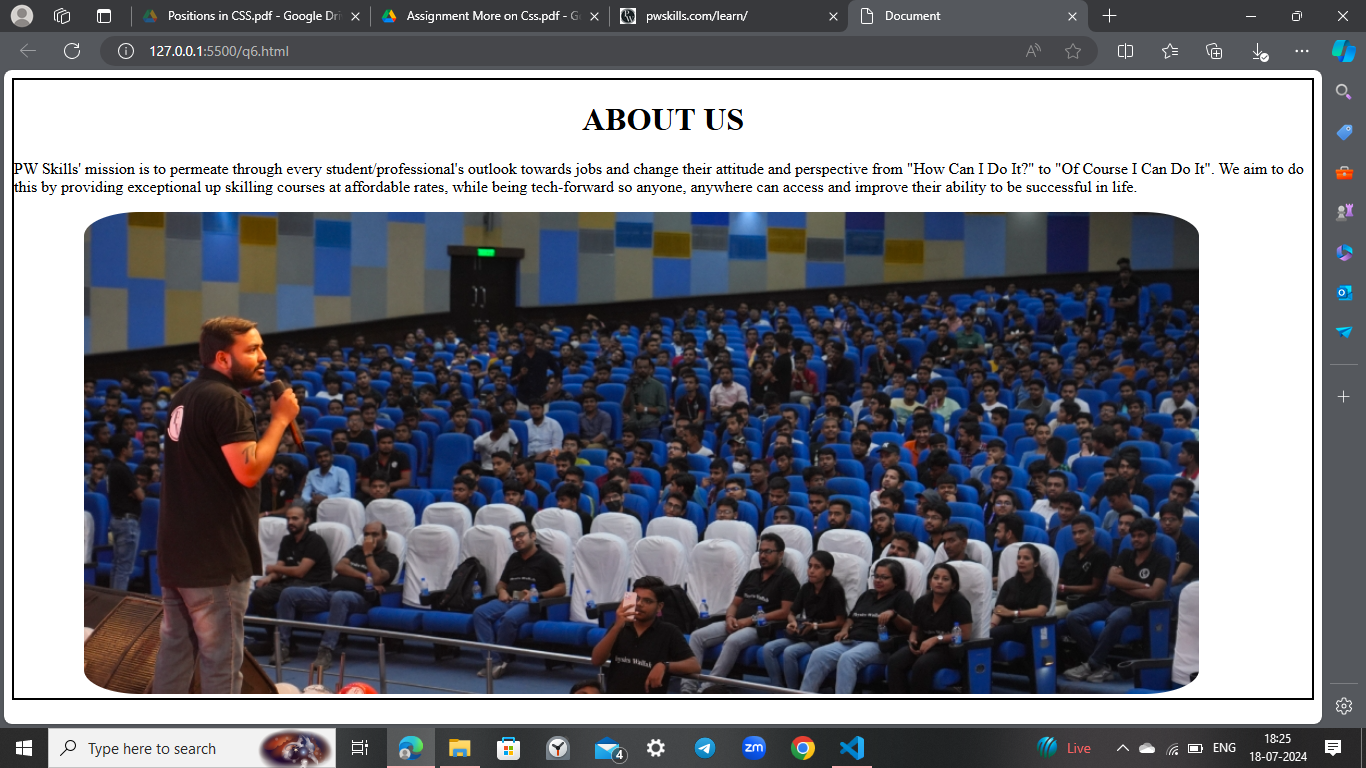 Positions in CSS.pdf - Google Dri
Assignment More on Css.pdf - G
pwskills.com/learn/
Document
127.0.0.1:5500/q6.html
ABOUT US
PW Skills' mission is to permeate through every student/professional's outlook towards jobs and change their attitude and perspective from "How Can I Do It?" to "Of Course I Can Do It". We aim to do
this by providing exceptional up skilling courses at affordable rates, while being tech-forward so anyone, anywhere can access and improve their ability to be successful in life.
Type here to search
4
zm
Live
ENG
18:25
18-07-2024